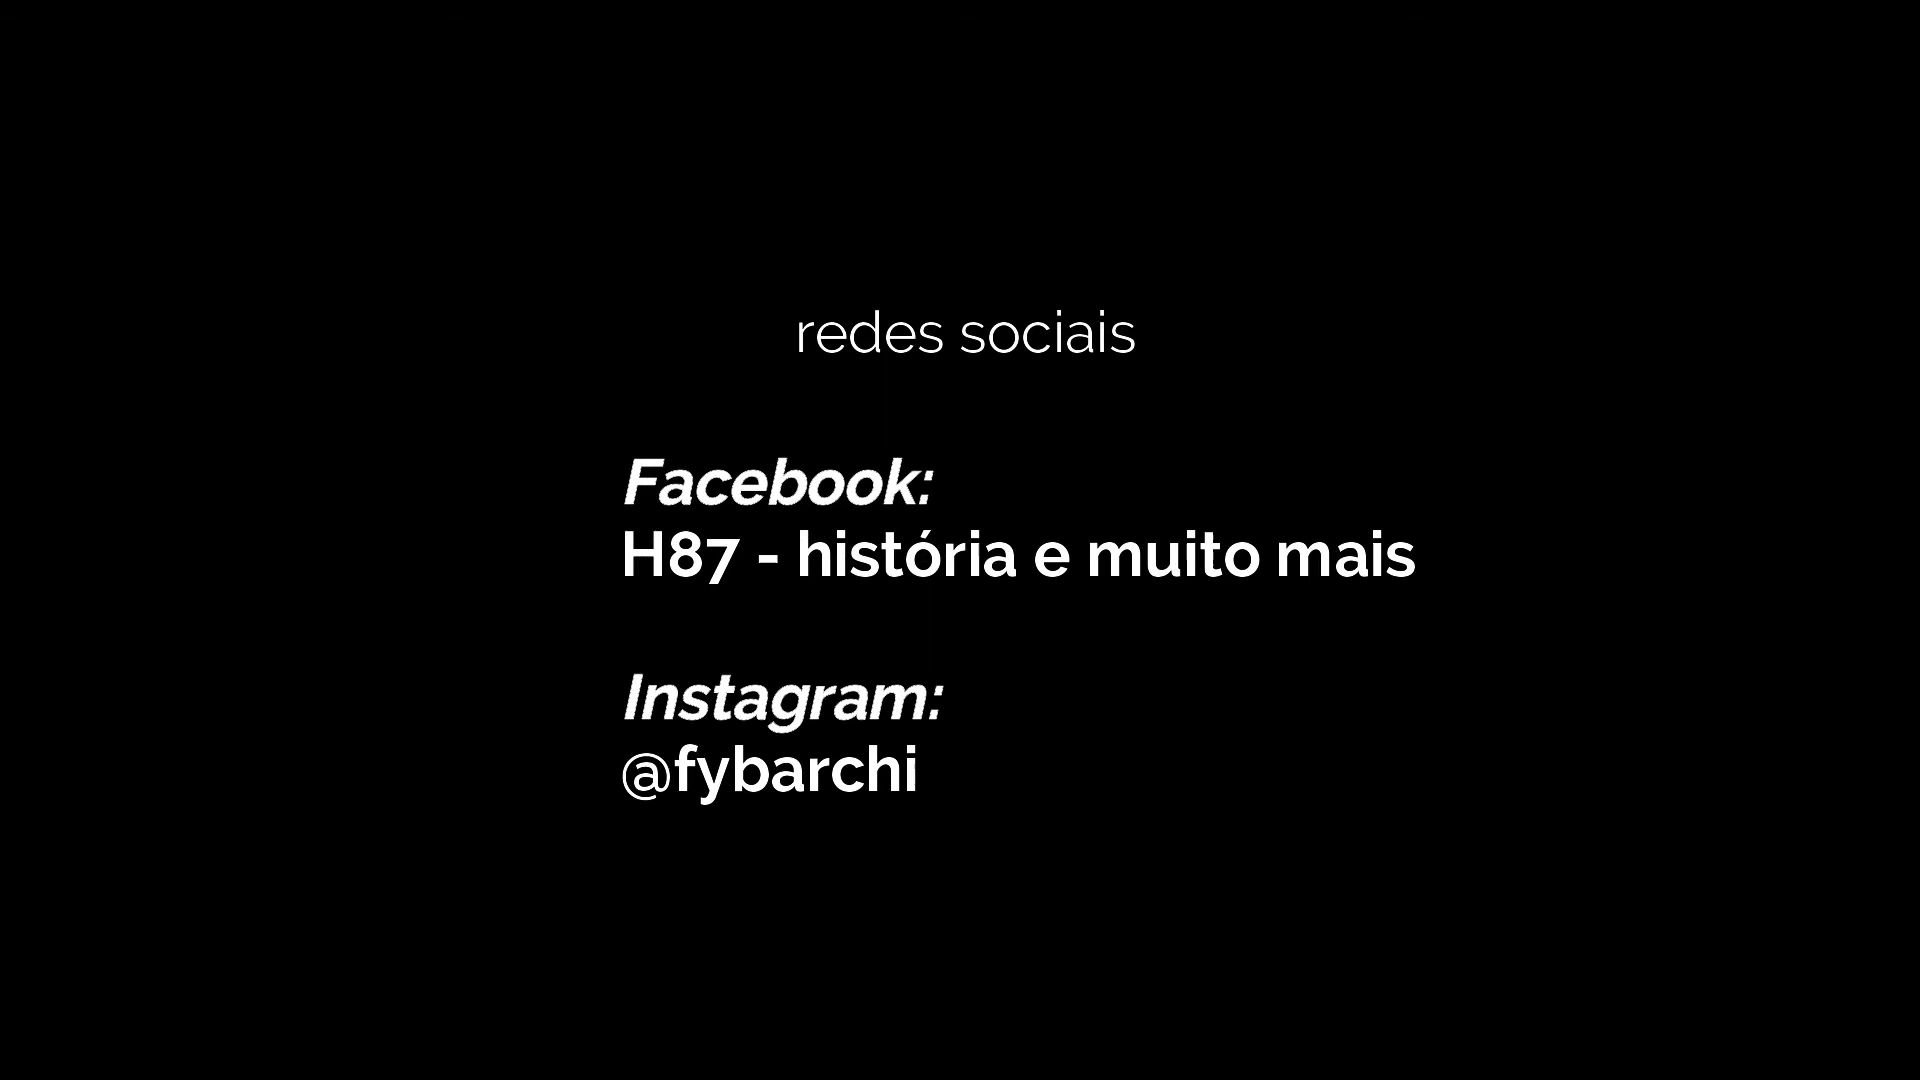 redes sociais
Facebook:
H87 - história e muito mais
Instagram:
@fybarchi